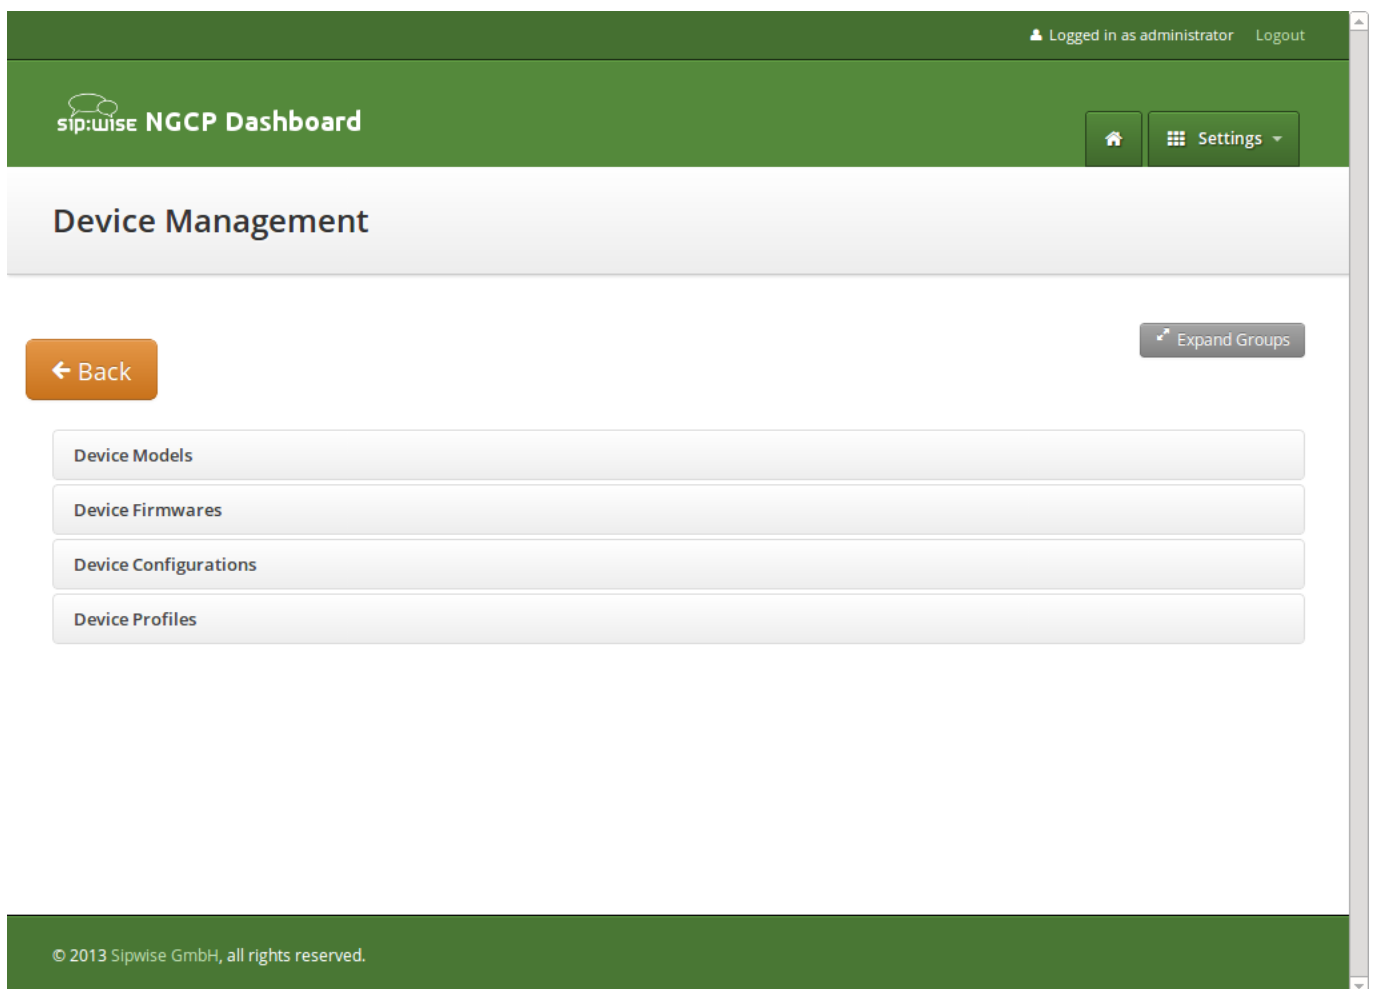 Logged in as administrator Logout
sip:wise NGCP Dashboard
Settings
Device Management
Expand Groups
Back
Device Models
Device Firmwares
Device Configurations
Device Profiles
© 2013 Sipwise GmbH, all rights reserved.